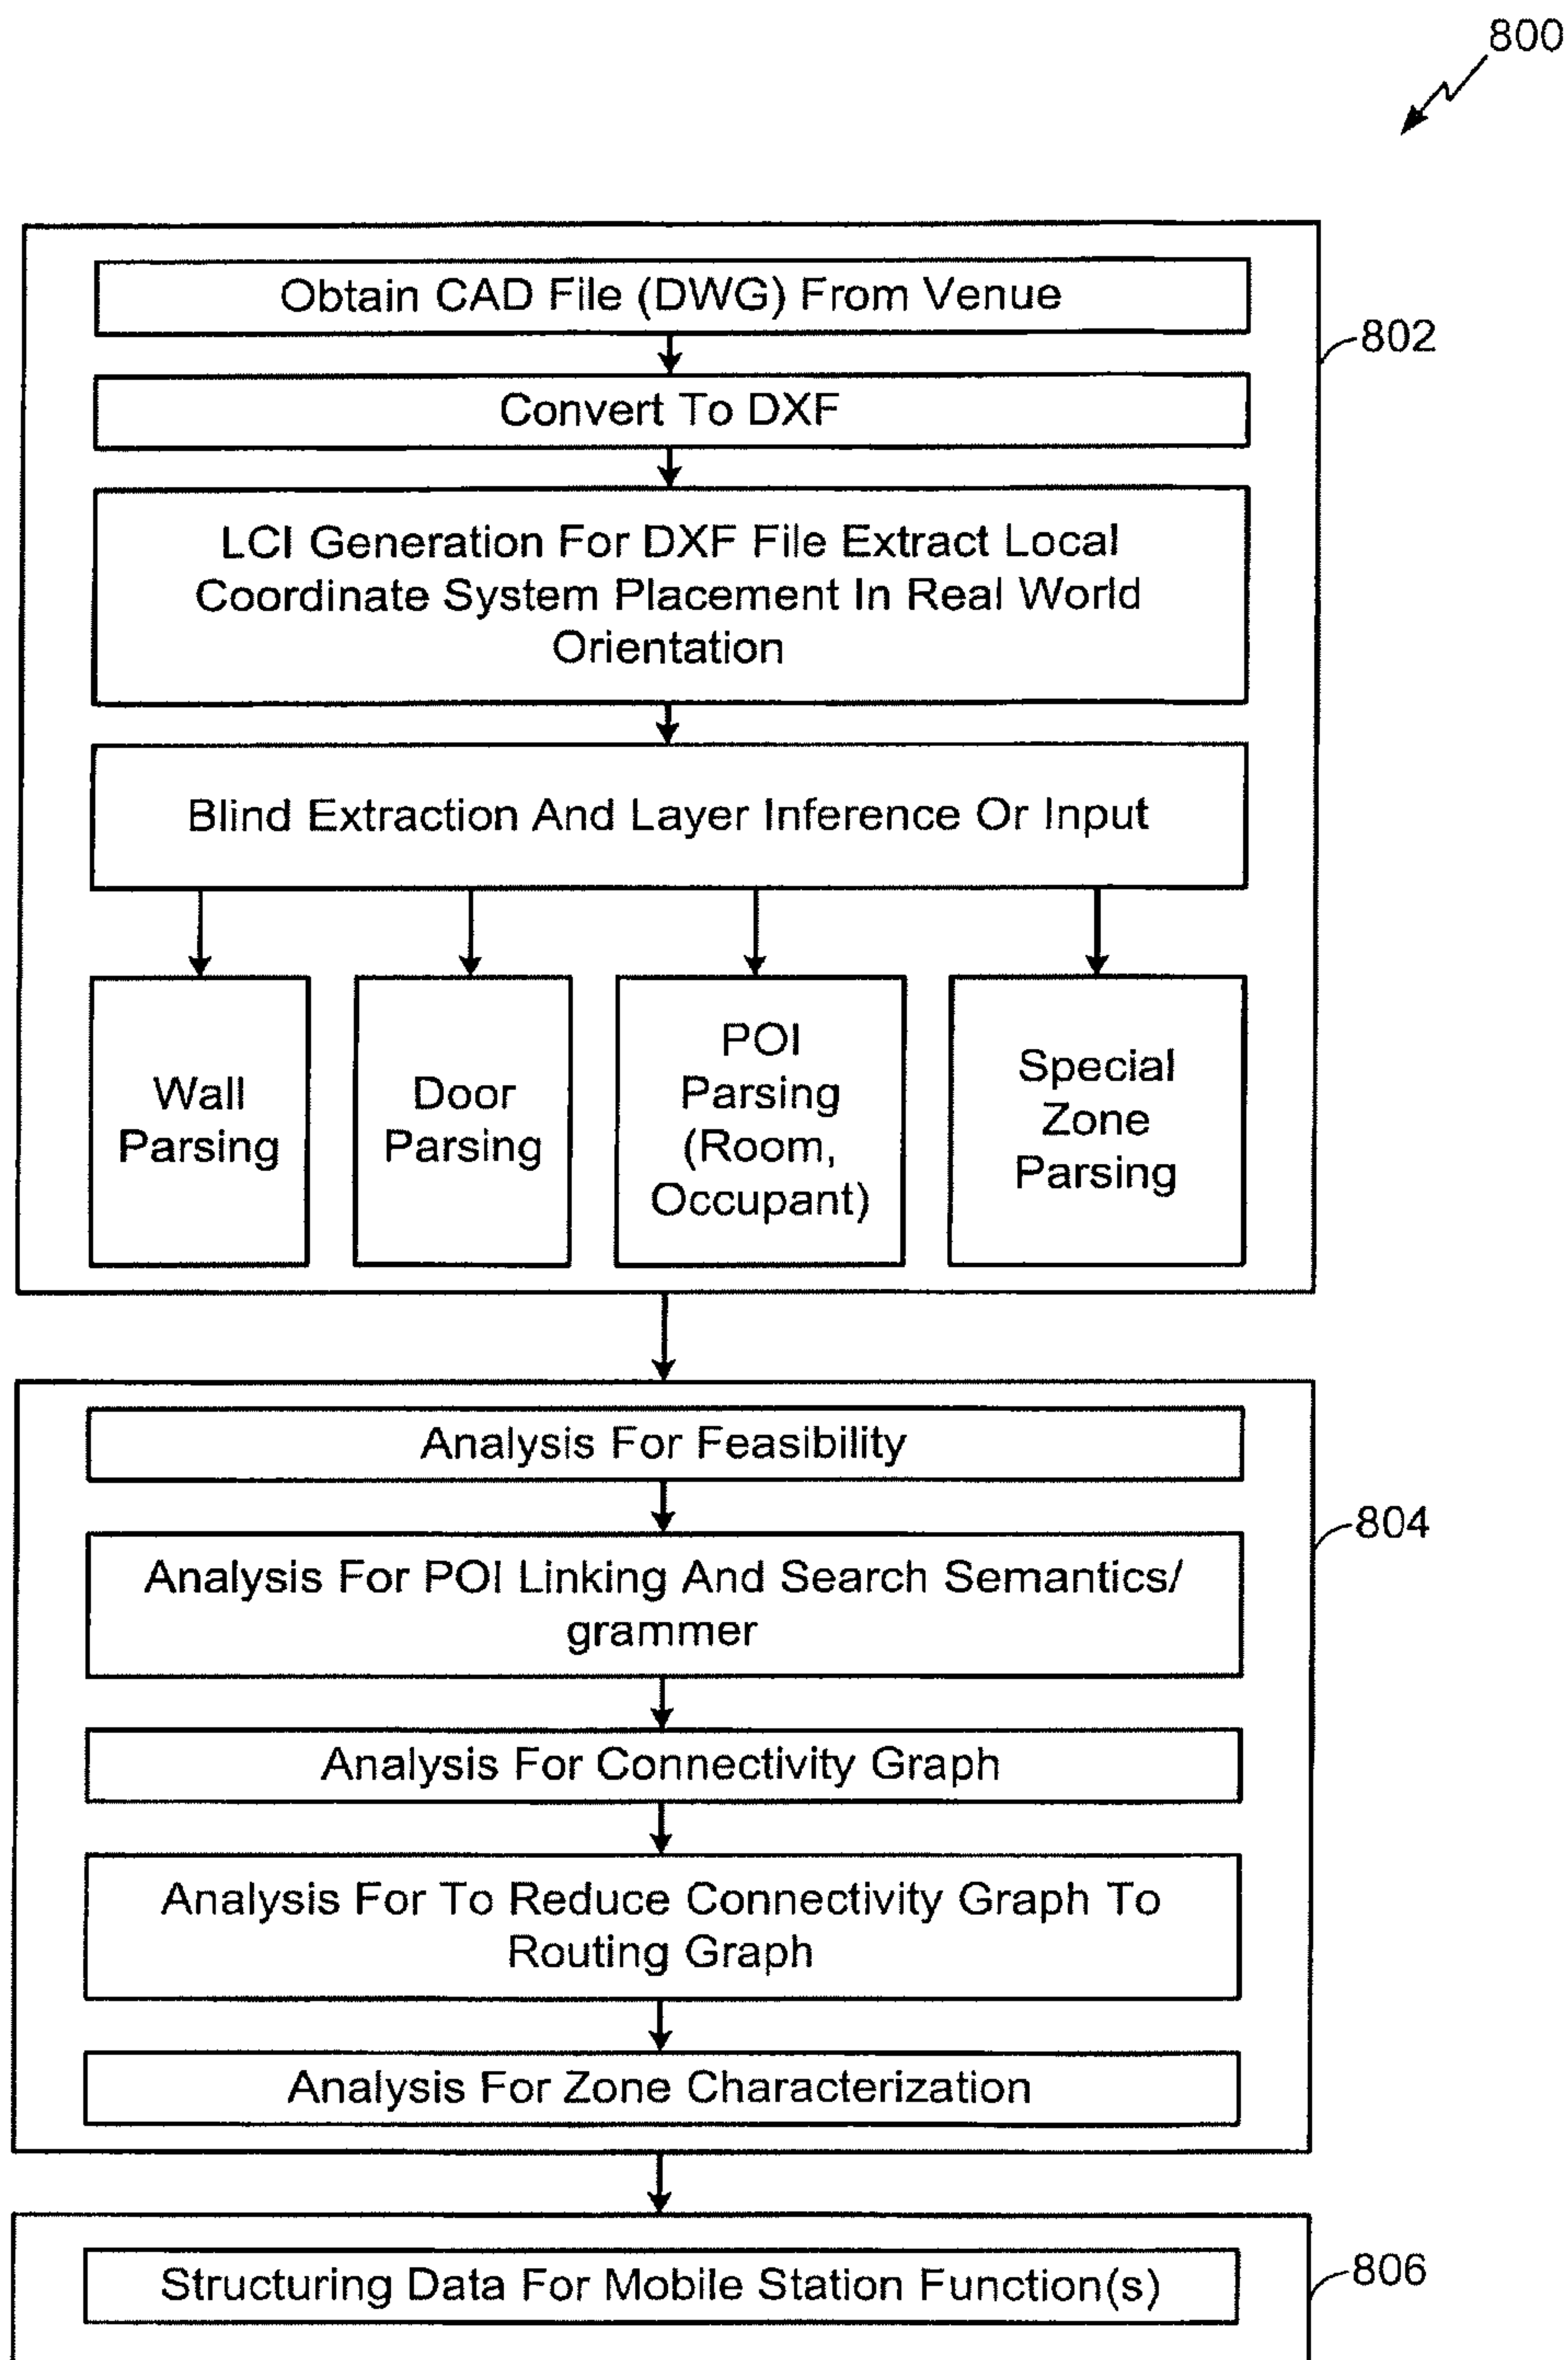 800
Obtain CAD File (DWG) From Venue
802
Convert To DXF
LCI Generation For DXF File Extract Local
Coordinate System Placement In Real World
Orientation
Blind Extraction And Layer Inference Or Input
Wall
Parsing
Door
Parsing
POI
Parsing
(Room,
Occupant)
Special
Zone
Parsing
Analysis For Feasibility
804
Analysis For POI Linking And Search Semantics/
grammer
Analysis For Connectivity Graph
Analysis For To Reduce Connectivity Graph To
Routing Graph
Analysis For Zone Characterization
806
Structuring Data For Mobile Station Function(s)